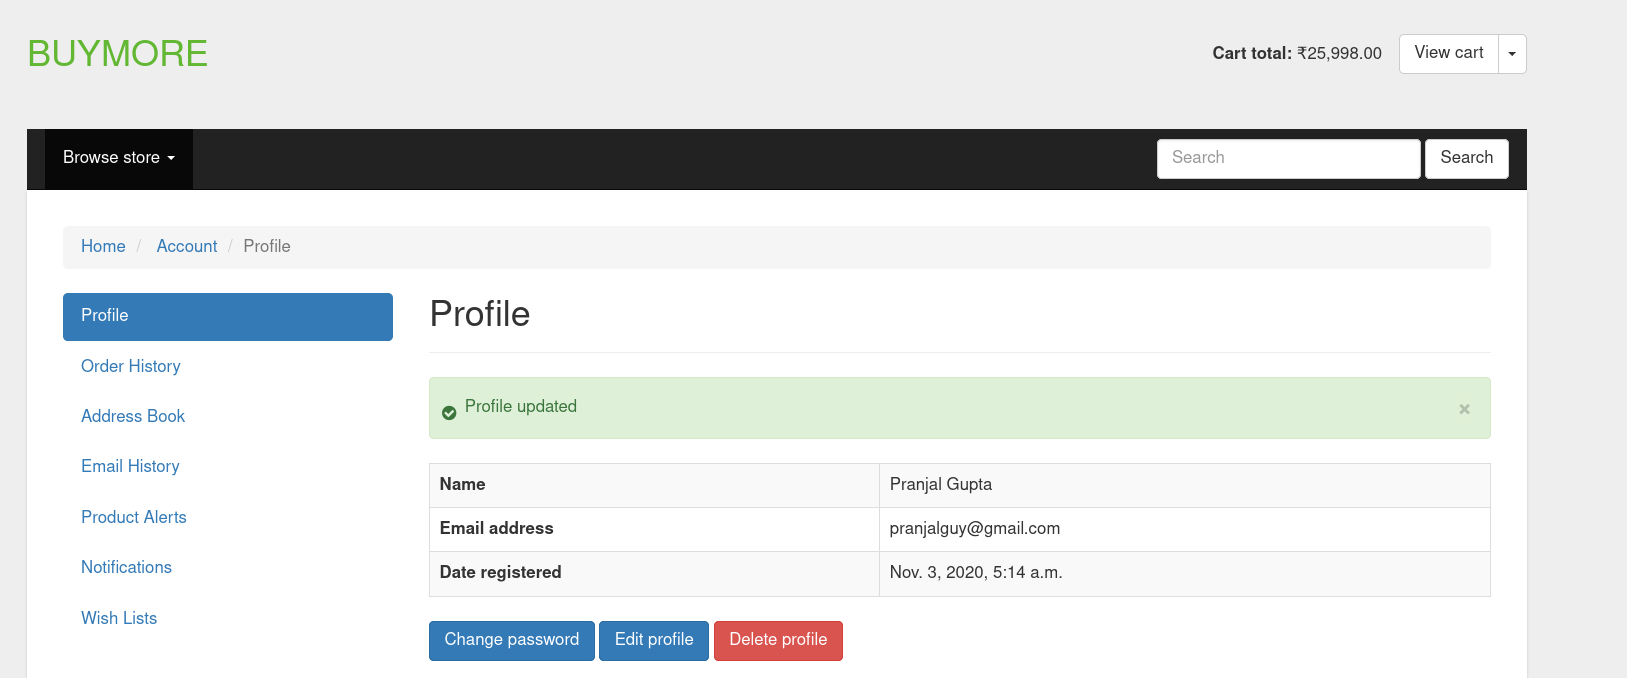 BUYMORE
Cart total: ₹25,998.00 View cart
Browse store
Search Search
Home / Account / Profile
Profile
Order History
Address Book
Email History
Product Alerts
Notifications
Wish Lists
Profile
Profile updated ×
Name Pranjal Gupta
Email address pranjalguy@gmail.com
Date registered Nov. 3, 2020, 5:14 a.m.
Change password Edit profile Delete profile